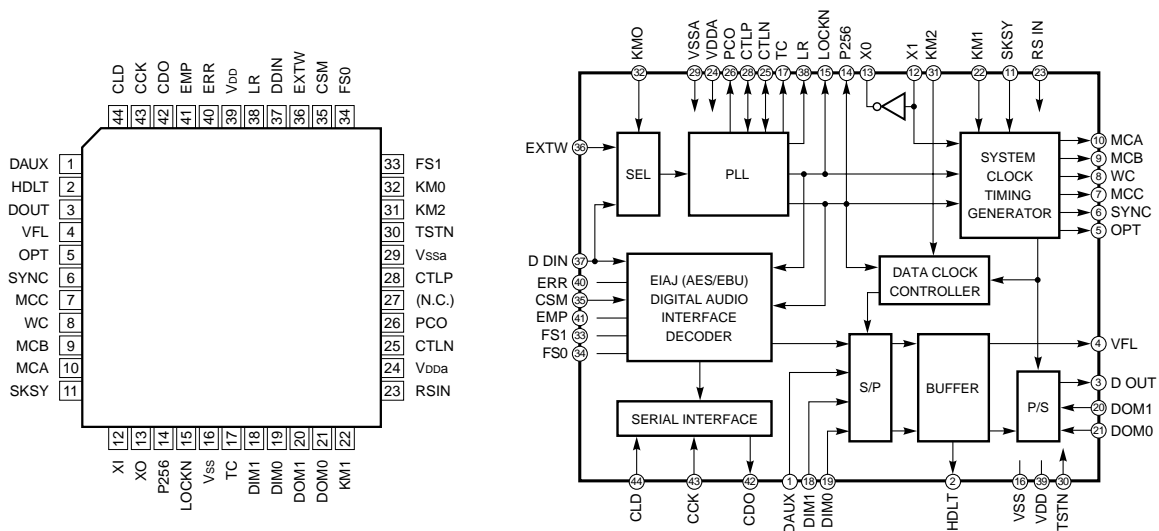 CLD
CCK
CDO
EMP
ERR
VDD
LR
DDIN
EXTW
CSM
FS0
44
43
42
41
40
39
38
37
36
35
34
DAUX 1
HDLT 2
DOUT 3
VFL 4
OPT 5
SYNC 6
MCC 7
WC 8
MCB 9
MCA 10
SKSY 11
33 FS1
32 KM0
31 KM2
30 TSTN
29 Vssa
28 CTLP
27 (N.C.)
26 PCO
25 CTLN
24 VDDa
23 RSIN
12
13
14
15
16
17
18
19
20
21
22
XI
XO
P256
LOCKN
Vss
TC
DIM1
DIM0
DOM1
DOM0
KM1
KMO
VSSA
VDDA
PCO
CTLP
CTLN
TC
LR
LOCKN
P256
X0
X1
KM2
KM1
SKSY
RS IN
32
29
24
26
28
25
17
38
15
14
13
12
31
22
11
23
EXTW 36
SEL
PLL
SYSTEM
CLOCK
TIMING
GENERATOR
10 MCA
9 MCB
8 WC
7 MCC
6 SYNC
5 OPT
D DIN 37
ERR 40
CSM 35
EMP 41
FS1 33
FS0 34
EIAJ (AES/EBU)
DIGITAL AUDIO
INTERFACE
DECODER
DATA CLOCK
CONTROLLER
S/P
BUFFER
P/S
4 VFL
3 D OUT
20 DOM1
21 DOM0
SERIAL INTERFACE
44
43
42
1
18
19
2
16
39
30
CLD
CCK
CDO
DAUX
DIM1
DIM0
HDLT
VSS
VDD
TSTN